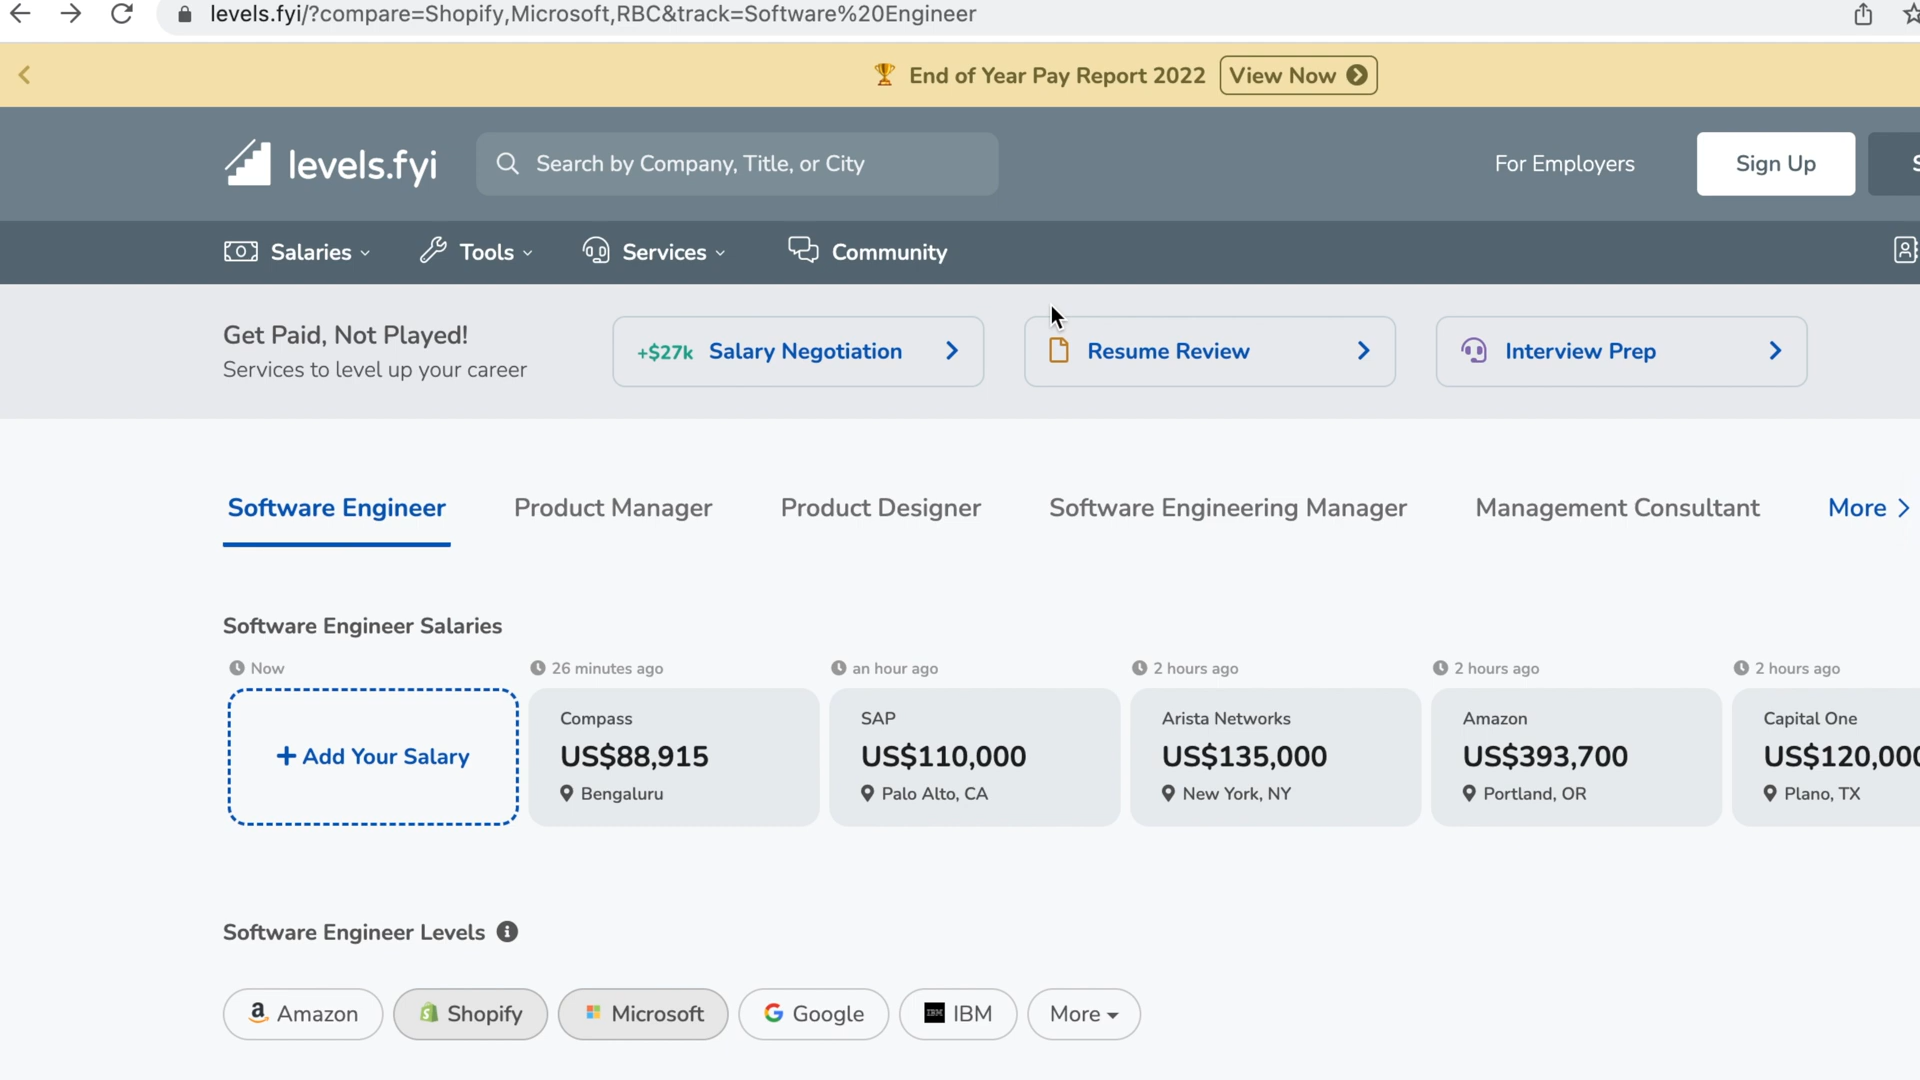 levels.fyi/?compare=Shopify,Microsoft,RBC&track=Software%20Engineer
End of Year Pay Report 2022 View Now
levels.fyi Search by Company, Title, or City For Employers Sign Up
Salaries Tools Services Community
Get Paid, Not Played!
Services to level up your career
+$27k Salary Negotiation Resume Review Interview Prep
Software Engineer Product Manager Product Designer Software Engineering Manager Management Consultant More
Software Engineer Salaries
Now 26 minutes ago an hour ago 2 hours ago 2 hours ago 2 hours ago
Compass SAP Arista Networks Amazon Capital One
+ Add Your Salary US$88,915 US$110,000 US$135,000 US$393,700 US$120,000
Bengaluru Palo Alto, CA New York, NY Portland, OR Plano, TX
Software Engineer Levels
Amazon Shopify Microsoft Google IBM More